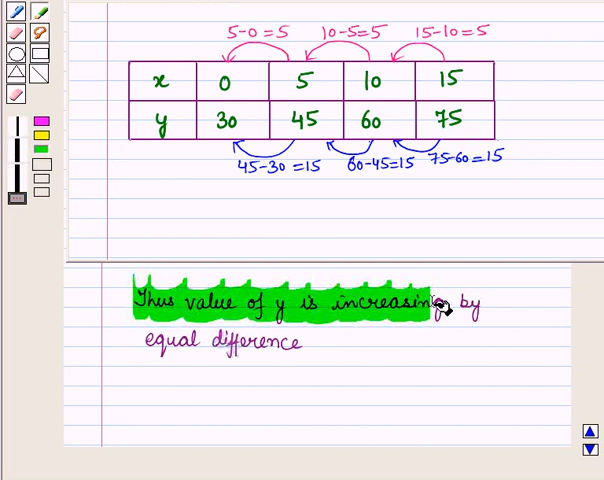 5-0=5 10-5=5 15-10=5
x 0 5 10 15
y 30 45 60 75
45-30=15 60-45=15 75-60=15
Thus value of y is increasing by
equal difference